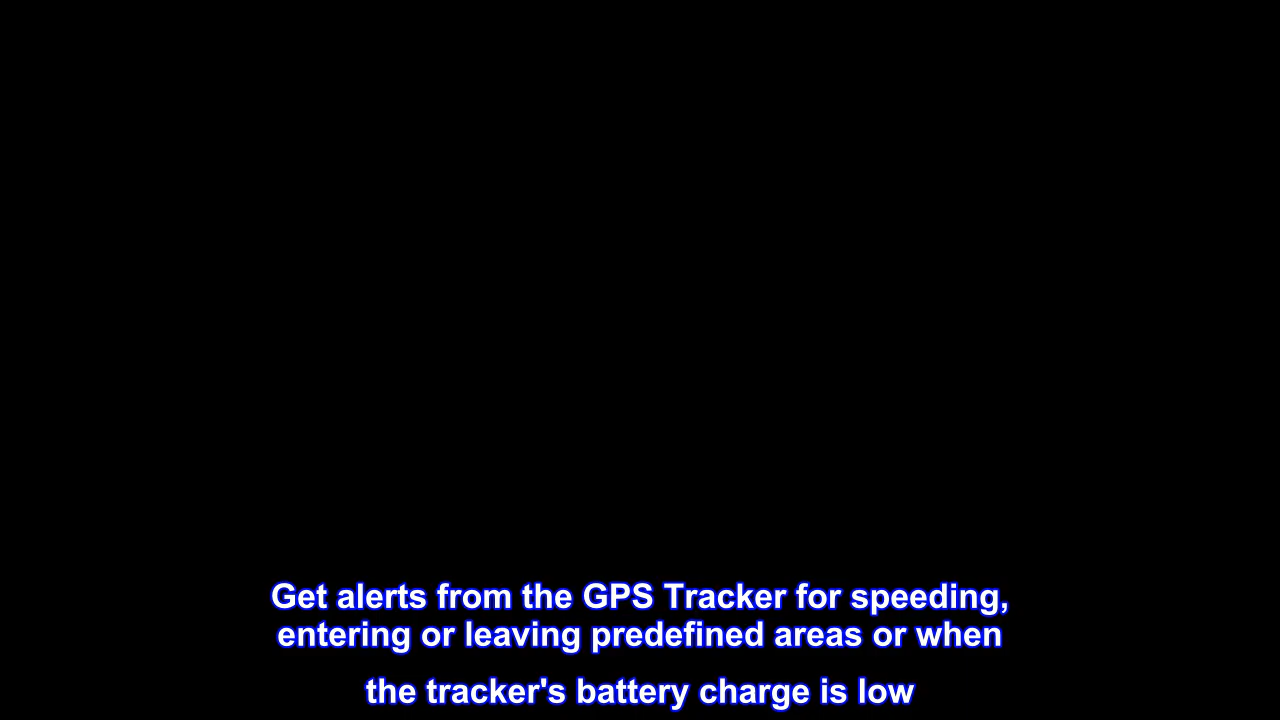 Get alerts from the GPS Tracker for speeding,
entering or leaving predefined areas or when
the tracker's battery charge is low